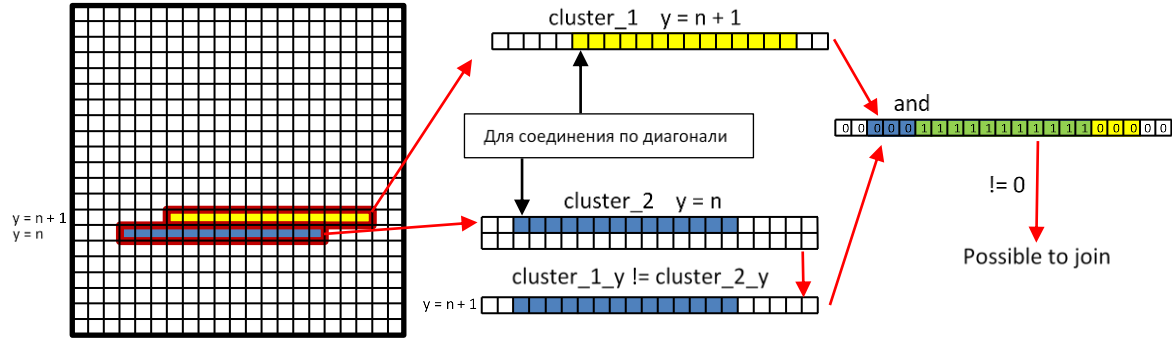 cluster_1 y = n + 1
and
0 0 0 0 0 1 1 1 1 1 1 1 1 1 1 1 0 0 0 0 0
Для соединения по диагонали
!= 0
cluster_2 y = n
y = n + 1
y = n
Possible to join
cluster_1_y != cluster_2_y
y = n + 1